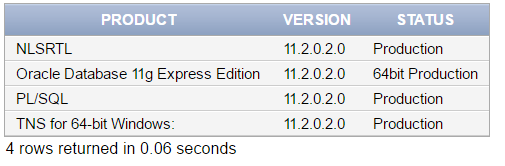 PRODUCT VERSION STATUS
NLSRTL 11.2.0.2.0 Production
Oracle Database 11g Express Edition 11.2.0.2.0 64bit Production
PL/SQL 11.2.0.2.0 Production
TNS for 64-bit Windows: 11.2.0.2.0 Production
4 rows returned in 0.06 seconds